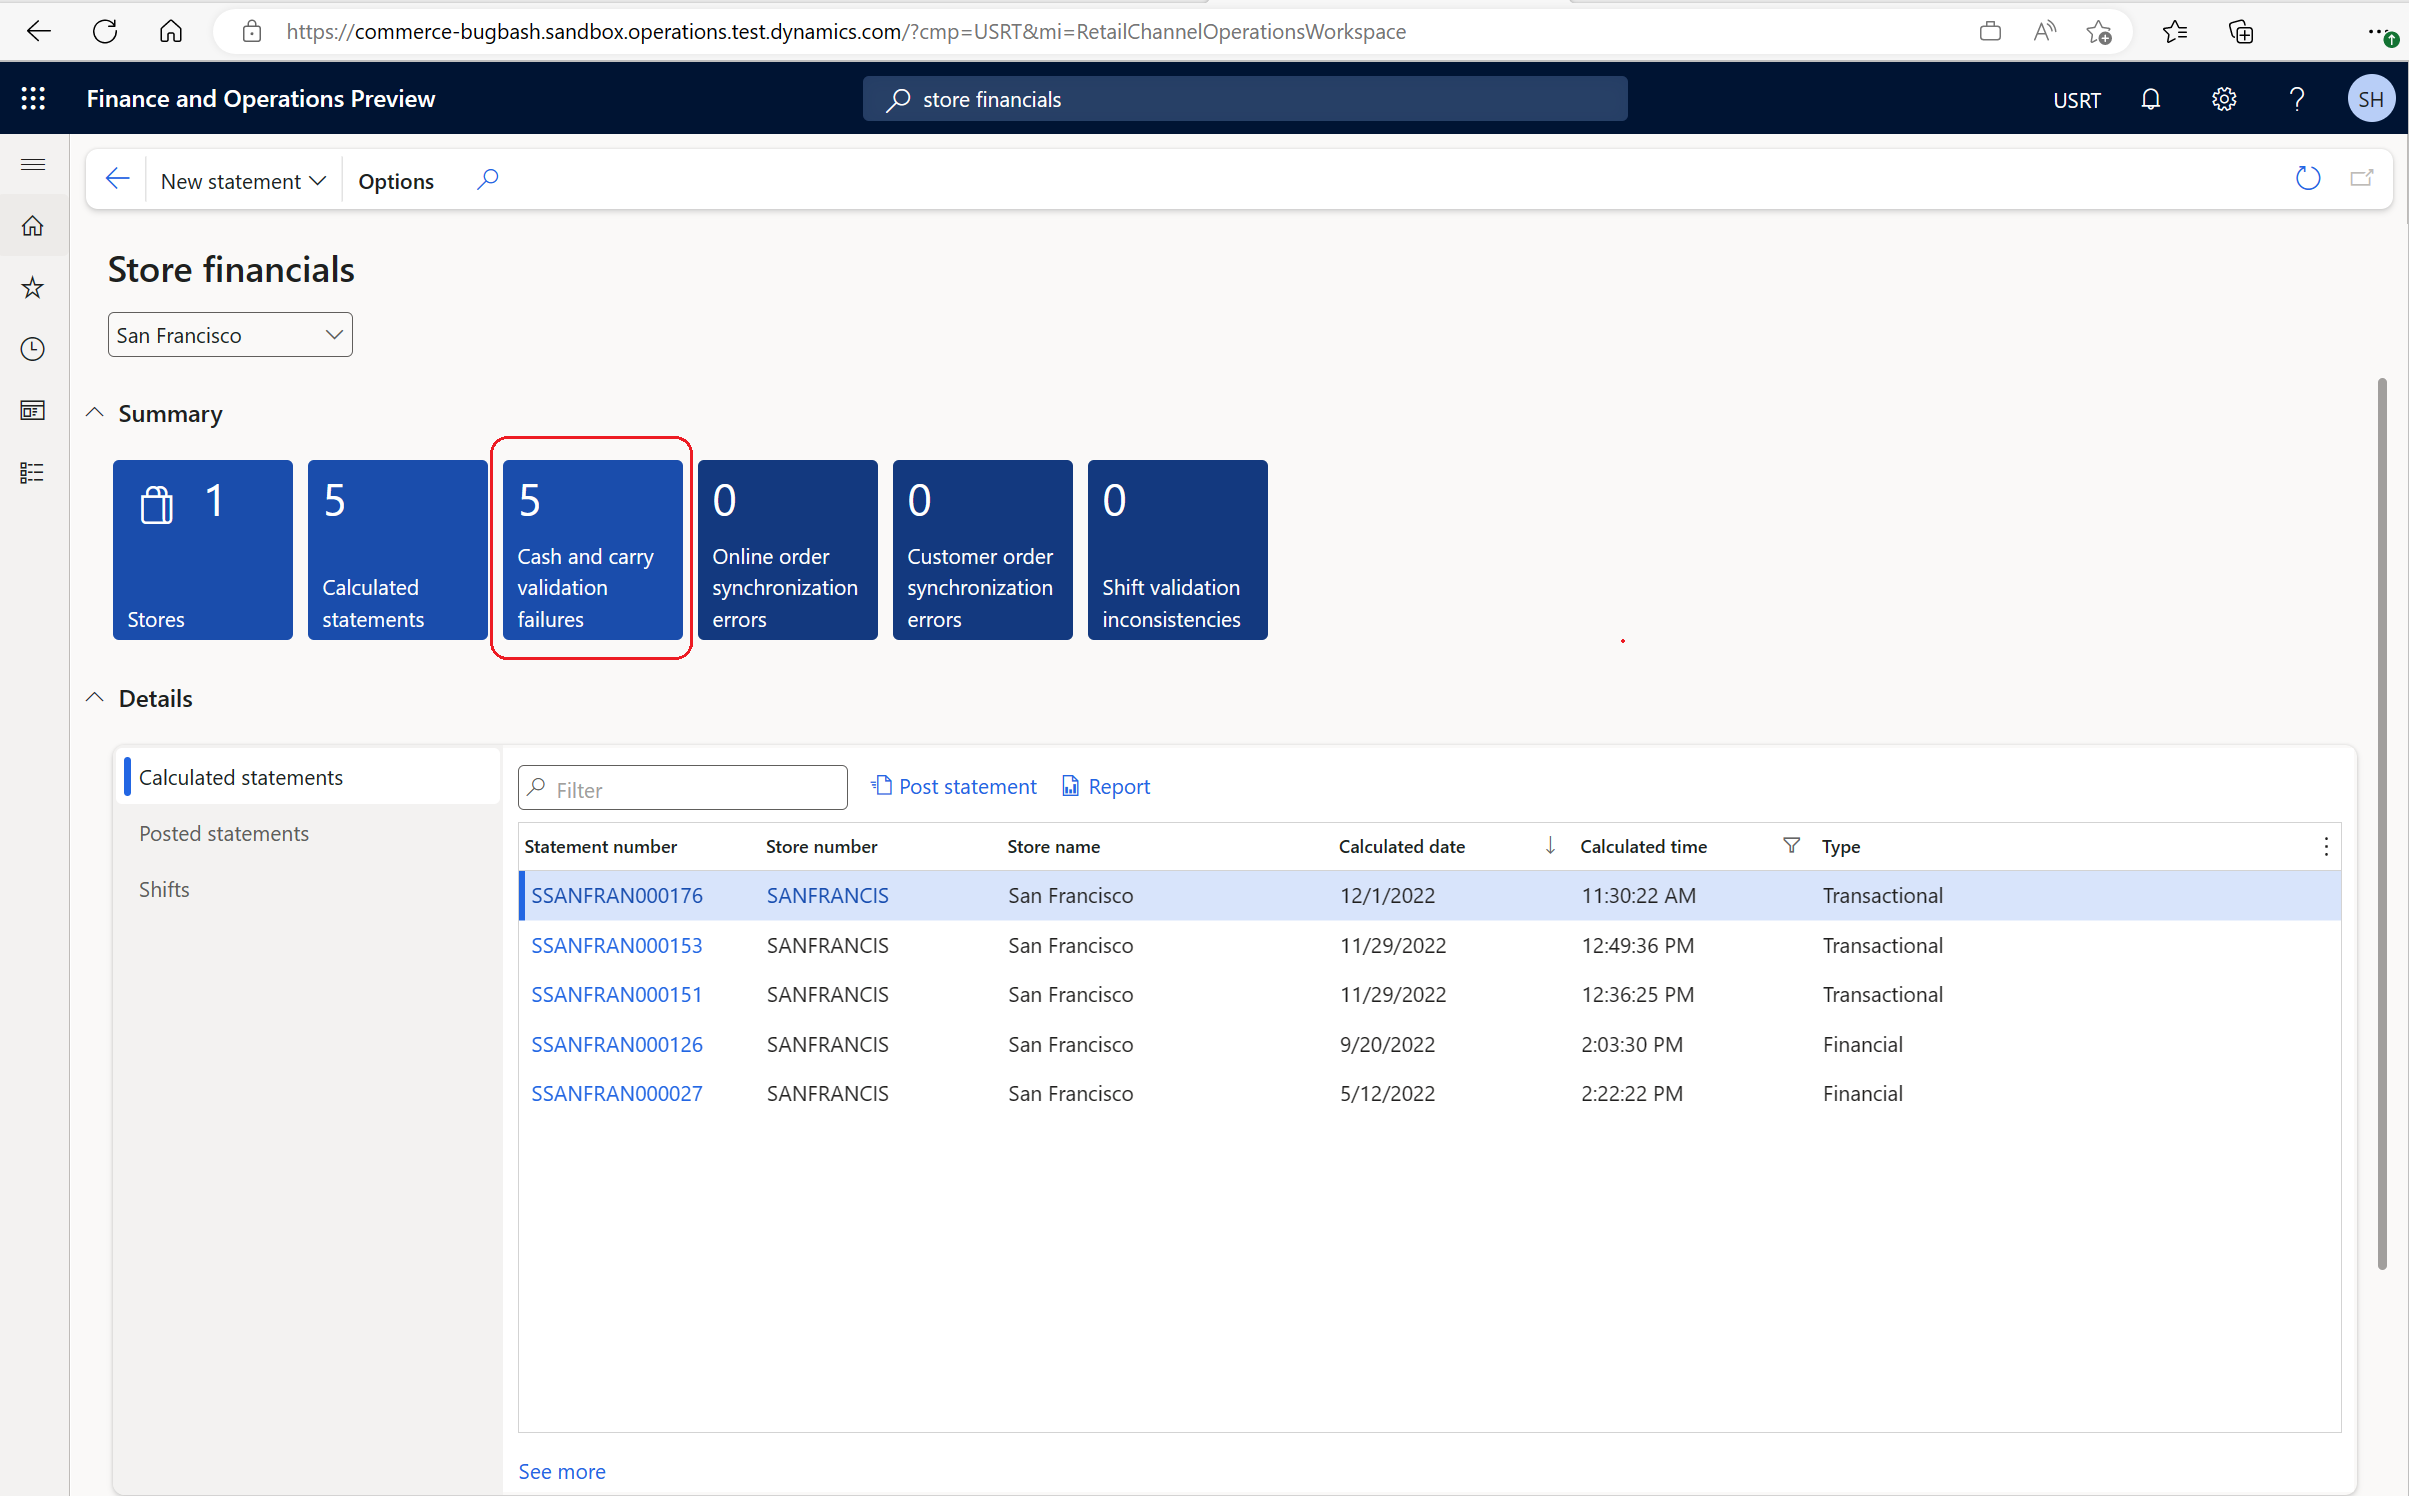 https://commerce-bugbash.sandbox.operations.test.dynamics.com/?cmp=USRT&mi=RetailChannelOperationsWorkspace
Finance and Operations Preview
store financials
USRT
SH
New statement
Options
Store financials
San Francisco
Summary
1
Stores
5
Calculated
statements
5
Cash and carry
validation
failures
0
Online order
synchronization
errors
0
Customer order
synchronization
errors
0
Shift validation
inconsistencies
Details
Calculated statements
Posted statements
Shifts
Filter
Post statement
Report
Statement number Store number Store name Calculated date Calculated time Type
SSANFRAN000176 SANFRANCIS San Francisco 12/1/2022 11:30:22 AM Transactional
SSANFRAN000153 SANFRANCIS San Francisco 11/29/2022 12:49:36 PM Transactional
SSANFRAN000151 SANFRANCIS San Francisco 11/29/2022 12:36:25 PM Transactional
SSANFRAN000126 SANFRANCIS San Francisco 9/20/2022 2:03:30 PM Financial
SSANFRAN000027 SANFRANCIS San Francisco 5/12/2022 2:22:22 PM Financial
See more